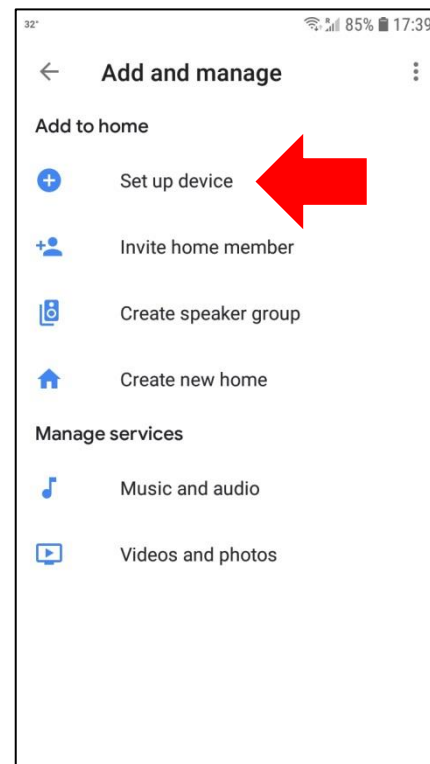 32°
85% 17:39
Add and manage
Add to home
Set up device
Invite home member
Create speaker group
Create new home
Manage services
Music and audio
Videos and photos